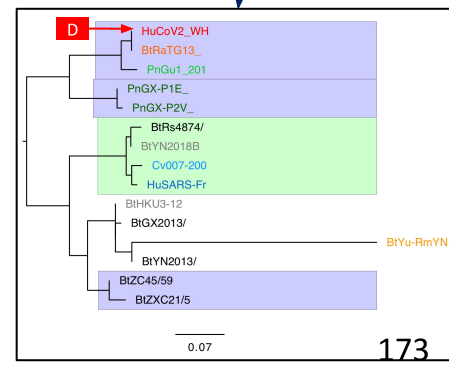 D
HuCoV2_WH
BtRaTG13_
PnGu1_201
PnGX-P1E_
PnGX-P2V_
BtRs4874/
BtYN2018B
Cv007-200
HuSARS-Fr
BtHKU3-12
BtGX2013/
BtYu-RmYN
BtYN2013/
BtZC45/59
BtZXC21/5
0.07
173